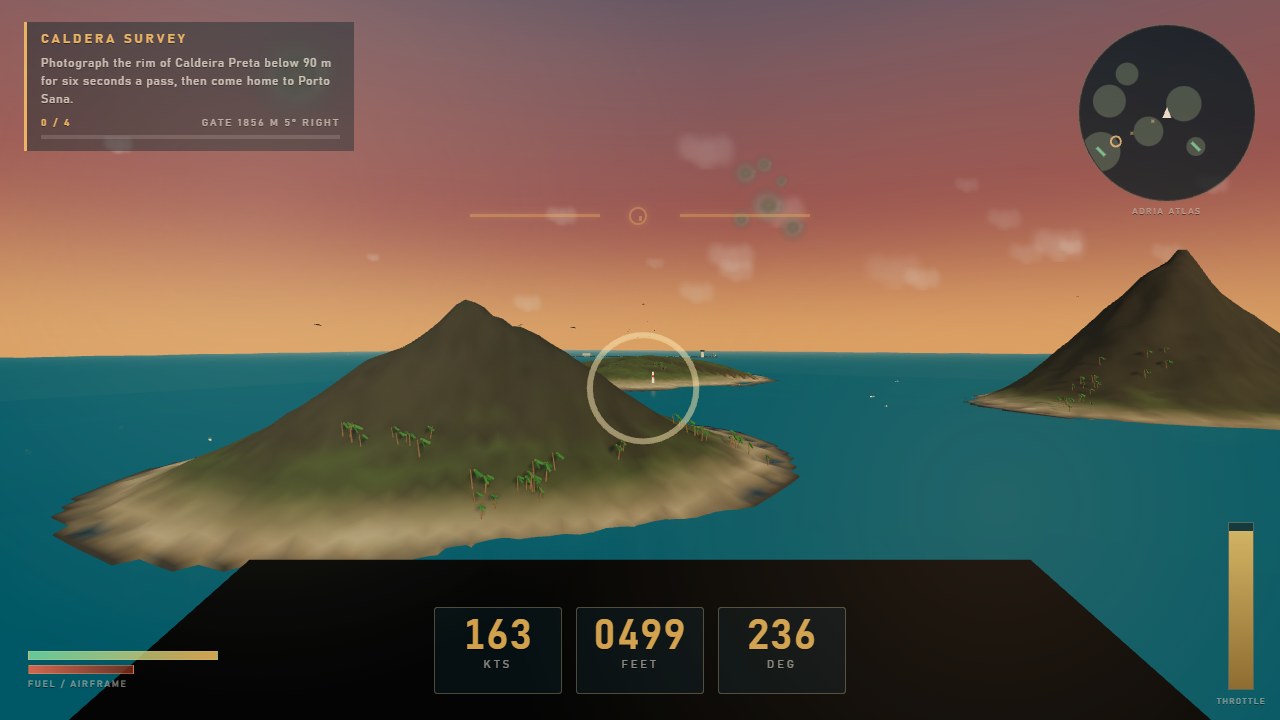 CALDERA SURVEY
Photograph the rim of Caldeira Preta below 90 m
for six seconds a pass, then come home to Porto
Sana.
0 / 4
GATE 1856 M 5° RIGHT
ADRIA ATLAS
163
KTS
0499
FEET
236
DEG
FUEL / AIRFRAME
THROTTLE